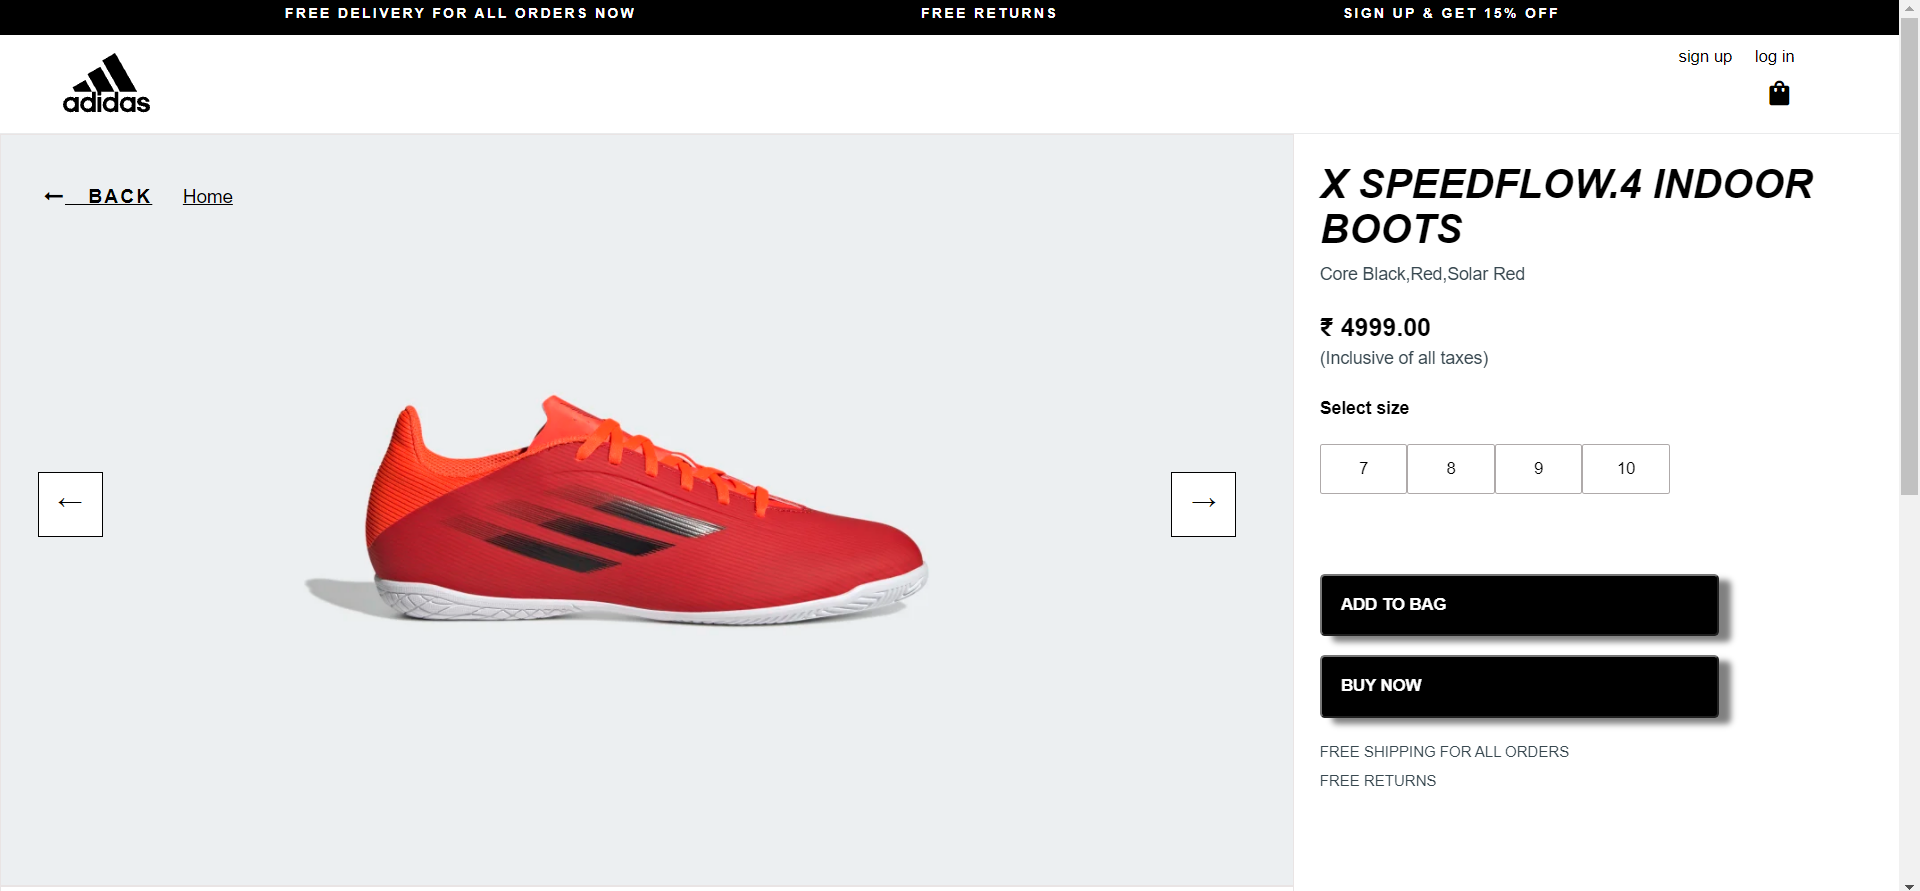 FREE DELIVERY FOR ALL ORDERS NOW
FREE RETURNS
SIGN UP & GET 15% OFF
adidas
sign up
log in
BACK
Home
X SPEEDFLOW.4 INDOOR
BOOTS
Core Black,Red,Solar Red
₹ 4999.00
(Inclusive of all taxes)
Select size
7
8
9
10
ADD TO BAG
BUY NOW
FREE SHIPPING FOR ALL ORDERS
FREE RETURNS